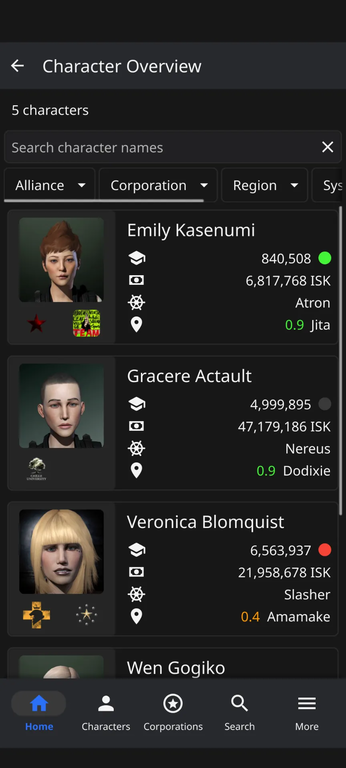 Character Overview
5 characters
Search character names
Alliance Corporation Region Sys
Emily Kasenumi
840,508
6,817,768 ISK
Atron
0.9 Jita
TEAM
Gracere Actault
4,999,895
47,179,186 ISK
Nereus
0.9 Dodixie
Veronica Blomquist
6,563,937
21,958,678 ISK
Slasher
0.4 Amamake
Wen Gogiko
Home Characters Corporations Search More